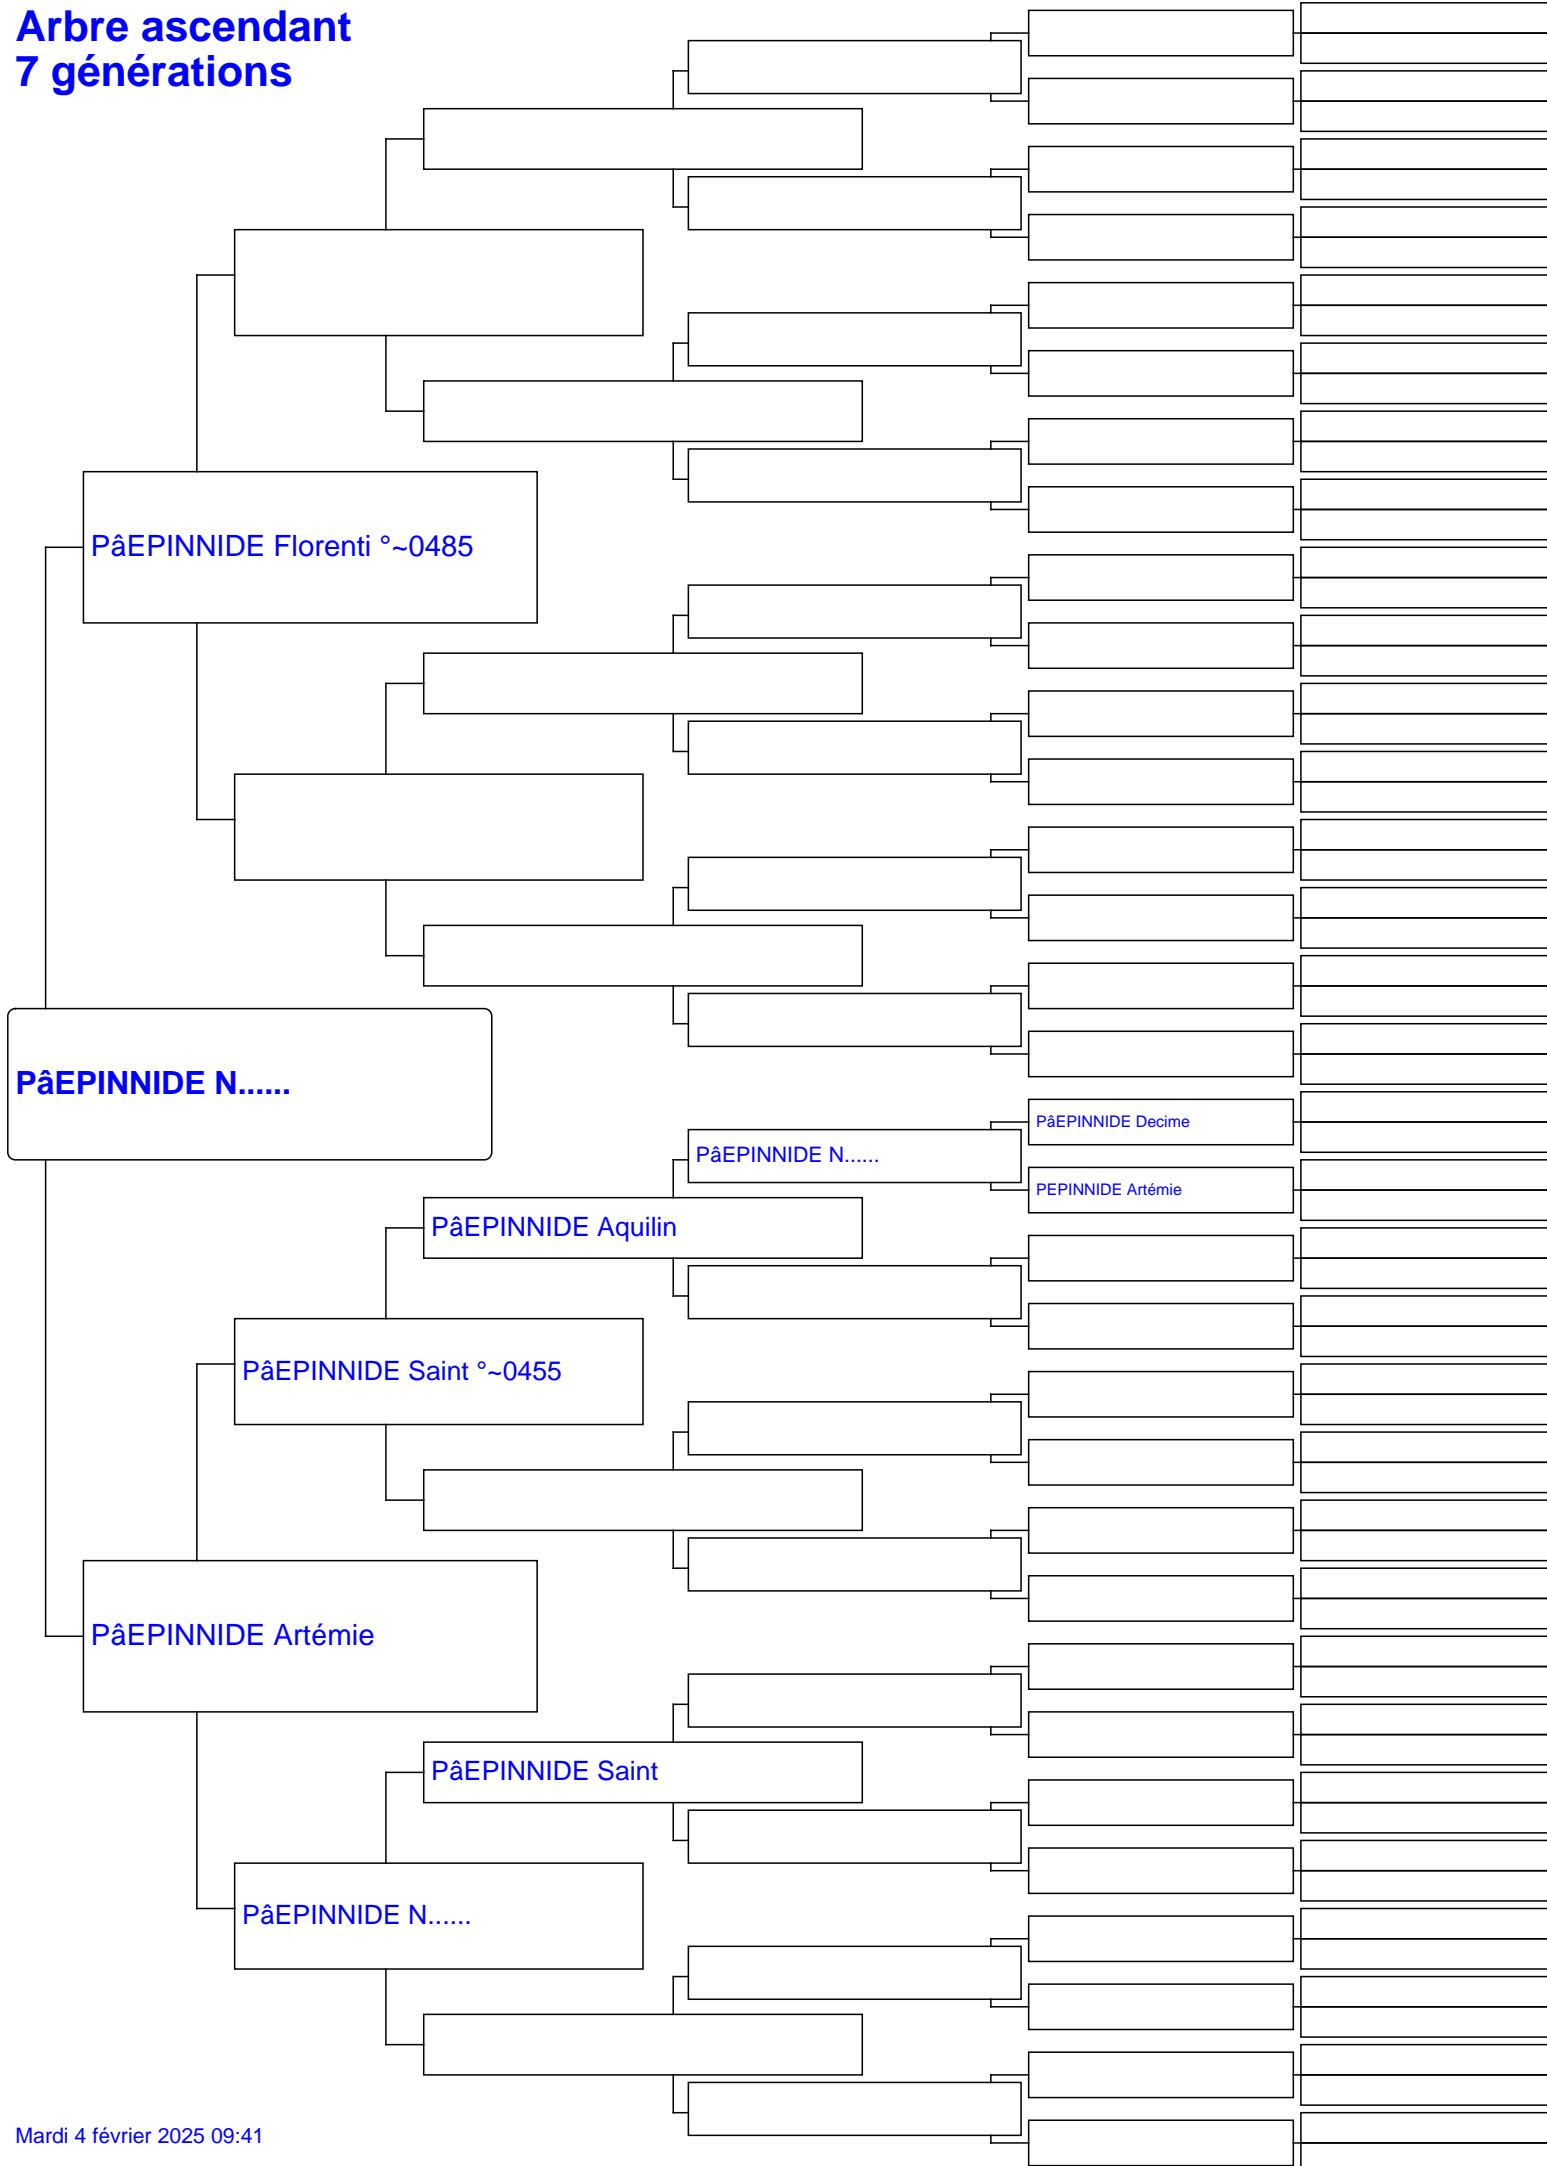 Arbre ascendant
7 générations
PâEPINNIDE Florenti °~0485
PâEPINNIDE N......
PâEPINNIDE Decime
PâEPINNIDE N......
PEPINNIDE Artémie
PâEPINNIDE Aquilin
PâEPINNIDE Saint °~0455
PâEPINNIDE Artémie
PâEPINNIDE Saint
PâEPINNIDE N......
Mardi 4 février 2025 09:41